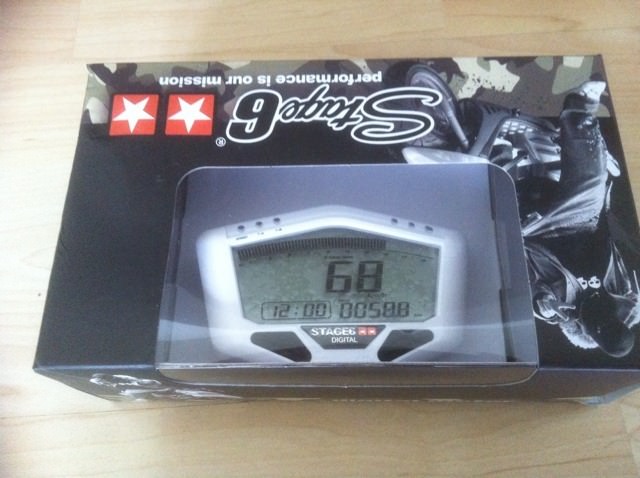 performance is our mission
Stage6®
68
12:00 00588
STAGE6
DIGITAL